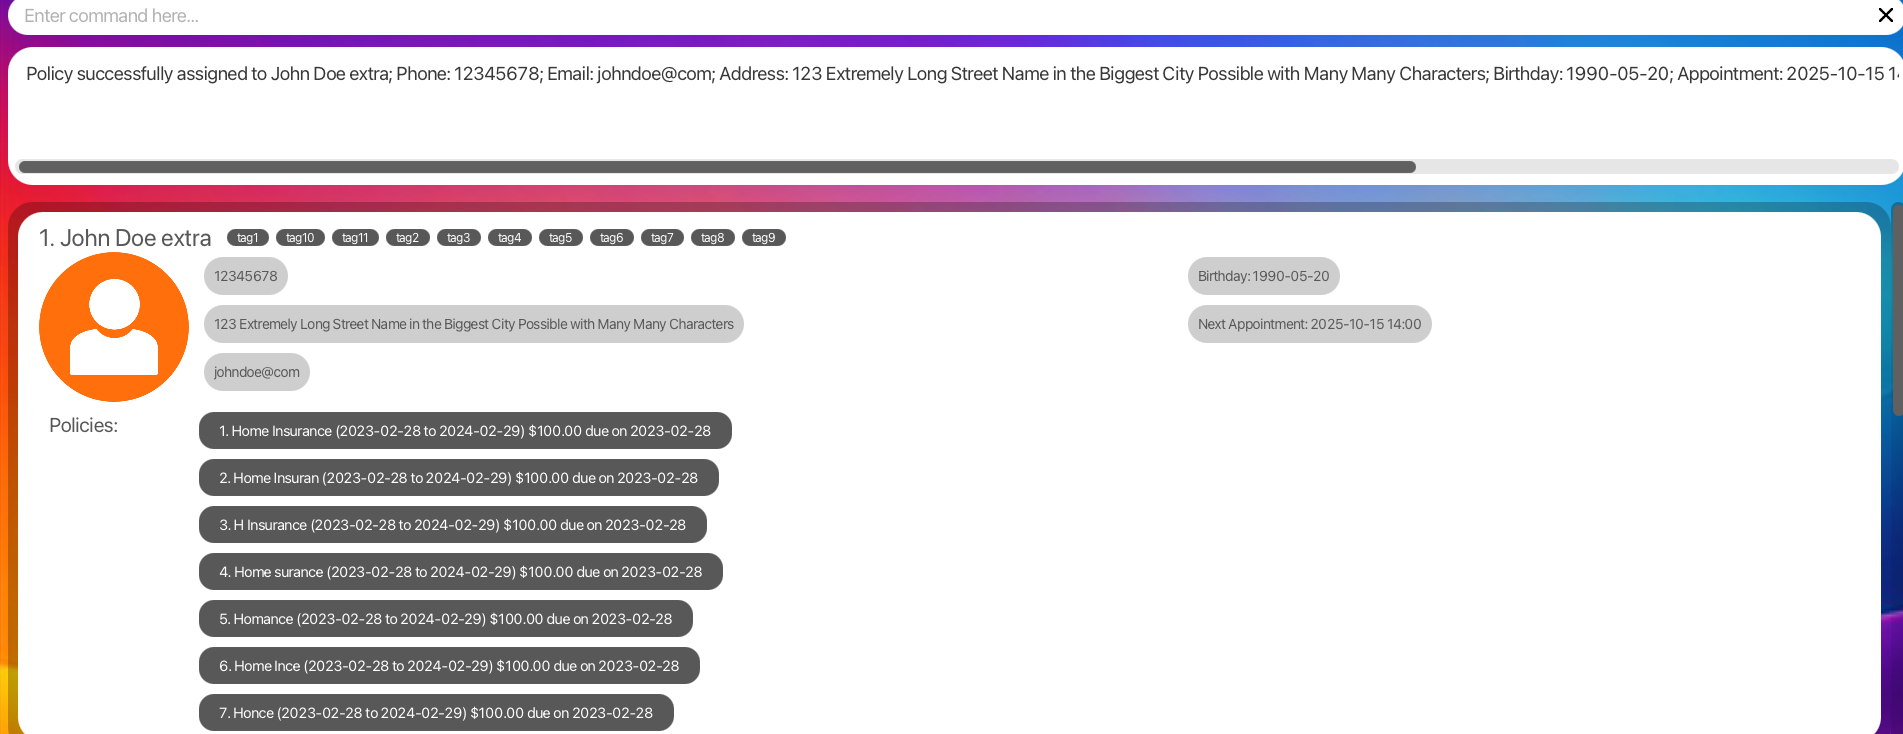 Enter command here...
Policy successfully assigned to John Doe extra; Phone: 12345678; Email: johndoe@com; Address: 123 Extremely Long Street Name in the Biggest City Possible with Many Many Characters; Birthday: 1990-05-20; Appointment: 2025-10-15
1. John Doe extra tag1 tag10 tag11 tag2 tag3 tag4 tag5 tag6 tag7 tag8 tag9
12345678 Birthday: 1990-05-20
123 Extremely Long Street Name in the Biggest City Possible with Many Many Characters Next Appointment: 2025-10-15 14:00
johndoe@com
Policies: 1. Home Insurance (2023-02-28 to 2024-02-29) $100.00 due on 2023-02-28
2. Home Insuran (2023-02-28 to 2024-02-29) $100.00 due on 2023-02-28
3. H Insurance (2023-02-28 to 2024-02-29) $100.00 due on 2023-02-28
4. Home surance (2023-02-28 to 2024-02-29) $100.00 due on 2023-02-28
5. Homance (2023-02-28 to 2024-02-29) $100.00 due on 2023-02-28
6. Home Ince (2023-02-28 to 2024-02-29) $100.00 due on 2023-02-28
7. Honce (2023-02-28 to 2024-02-29) $100.00 due on 2023-02-28